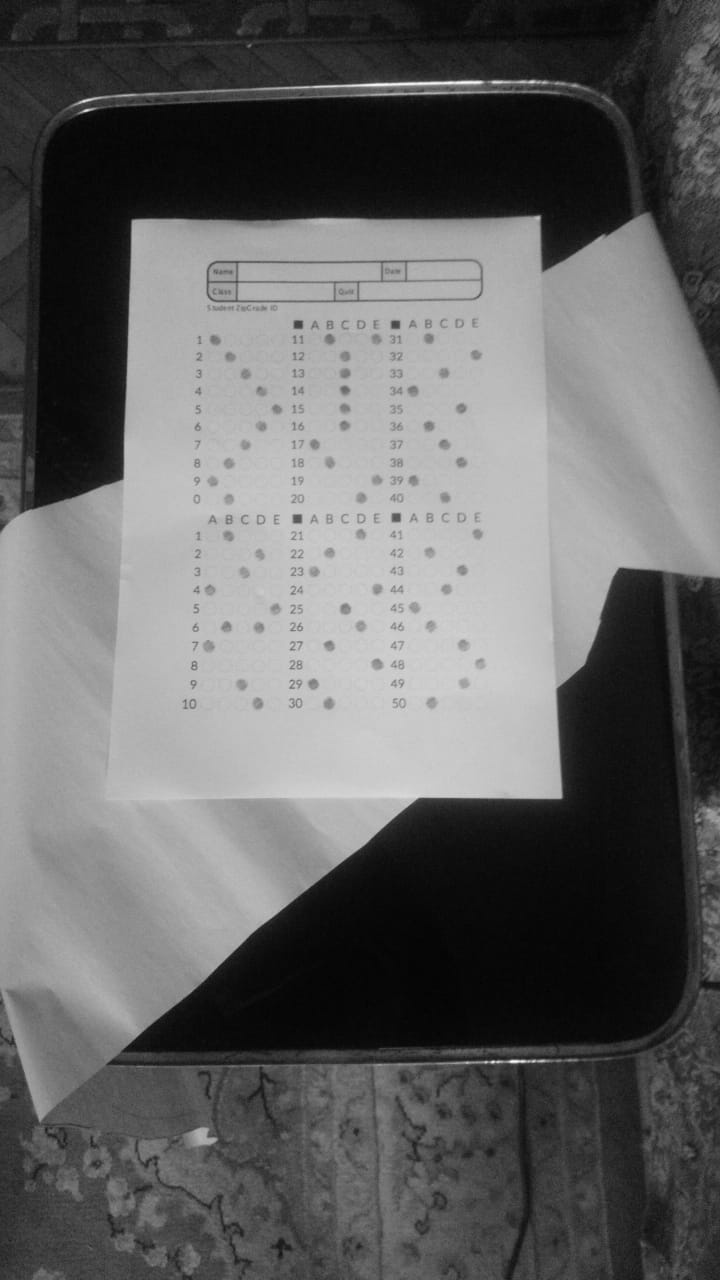 Name Date
Class Quiz
Student ZipGrade ID
A B C D E A B C D E
1 11 31
2 12 32
3 13 33
4 14 34
5 15 35
6 16 36
7 17 37
8 18 38
9 19 39
0 20 40
A B C D E A B C D E A B C D E
1 21 41
2 22 42
3 23 43
4 24 44
5 25 45
6 26 46
7 27 47
8 28 48
9 29 49
10 30 50